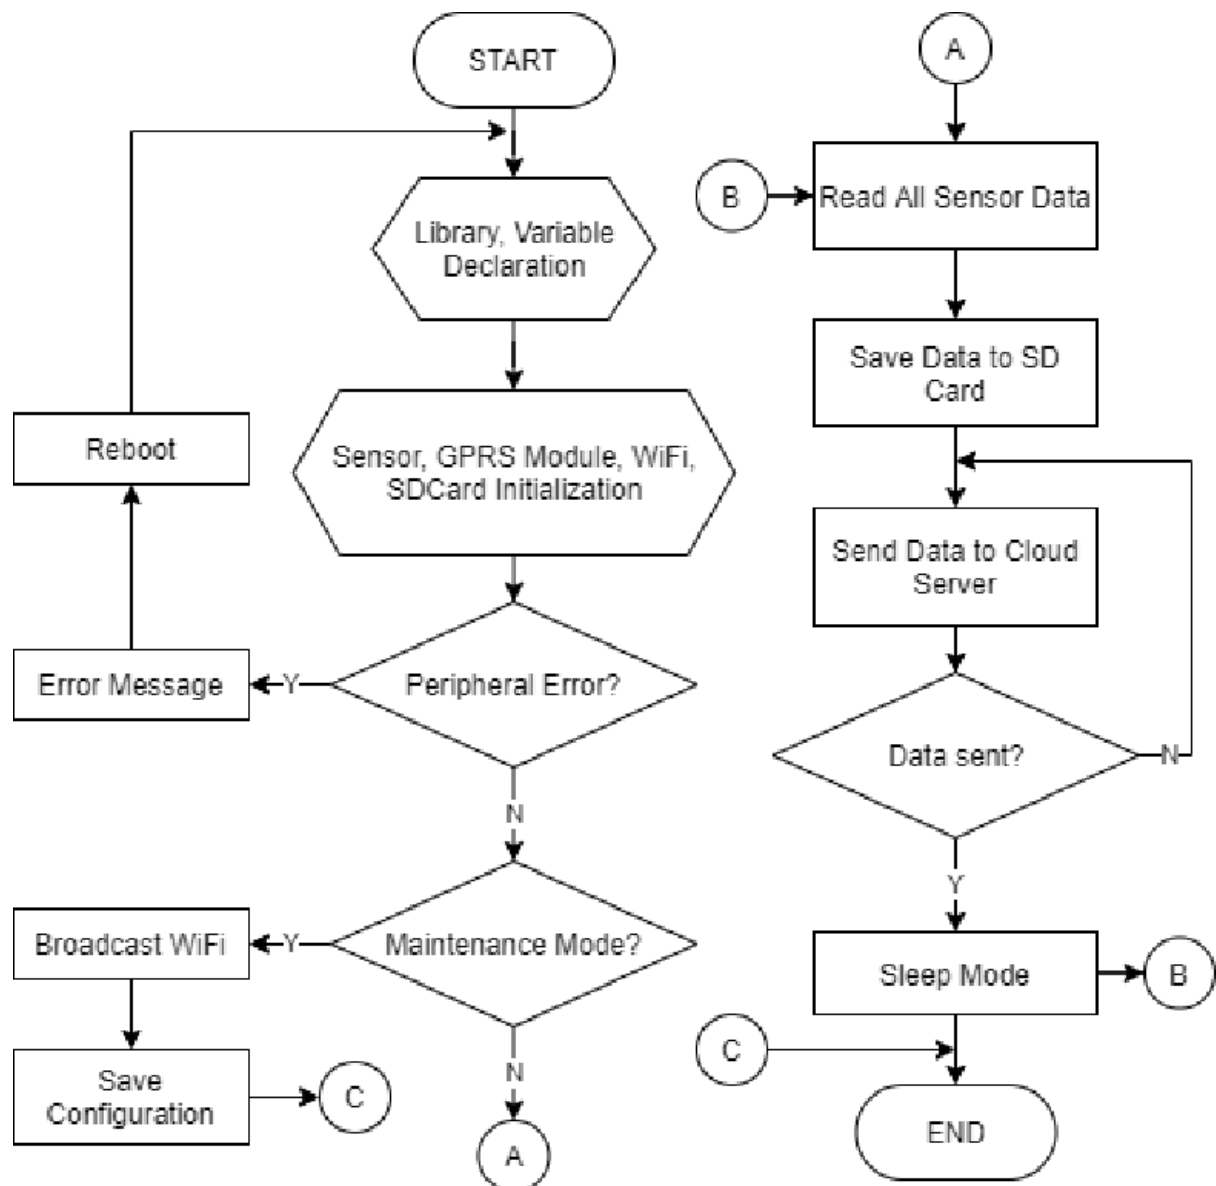 START
Library, Variable
Declaration
Sensor, GPRS Module, WiFi,
SDCard Initialization
Reboot
Error Message
Y
Peripheral Error?
N
Broadcast WiFi
Y
Maintenance Mode?
Save
Configuration
C
N
A
A
B
Read All Sensor Data
Save Data to SD
Card
Send Data to Cloud
Server
Data sent?
N
Y
Sleep Mode
B
C
END